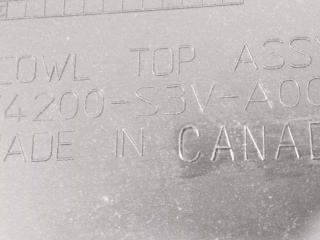 COWL TOP ASS
4200-S3V-A00
ADE IN CANAD